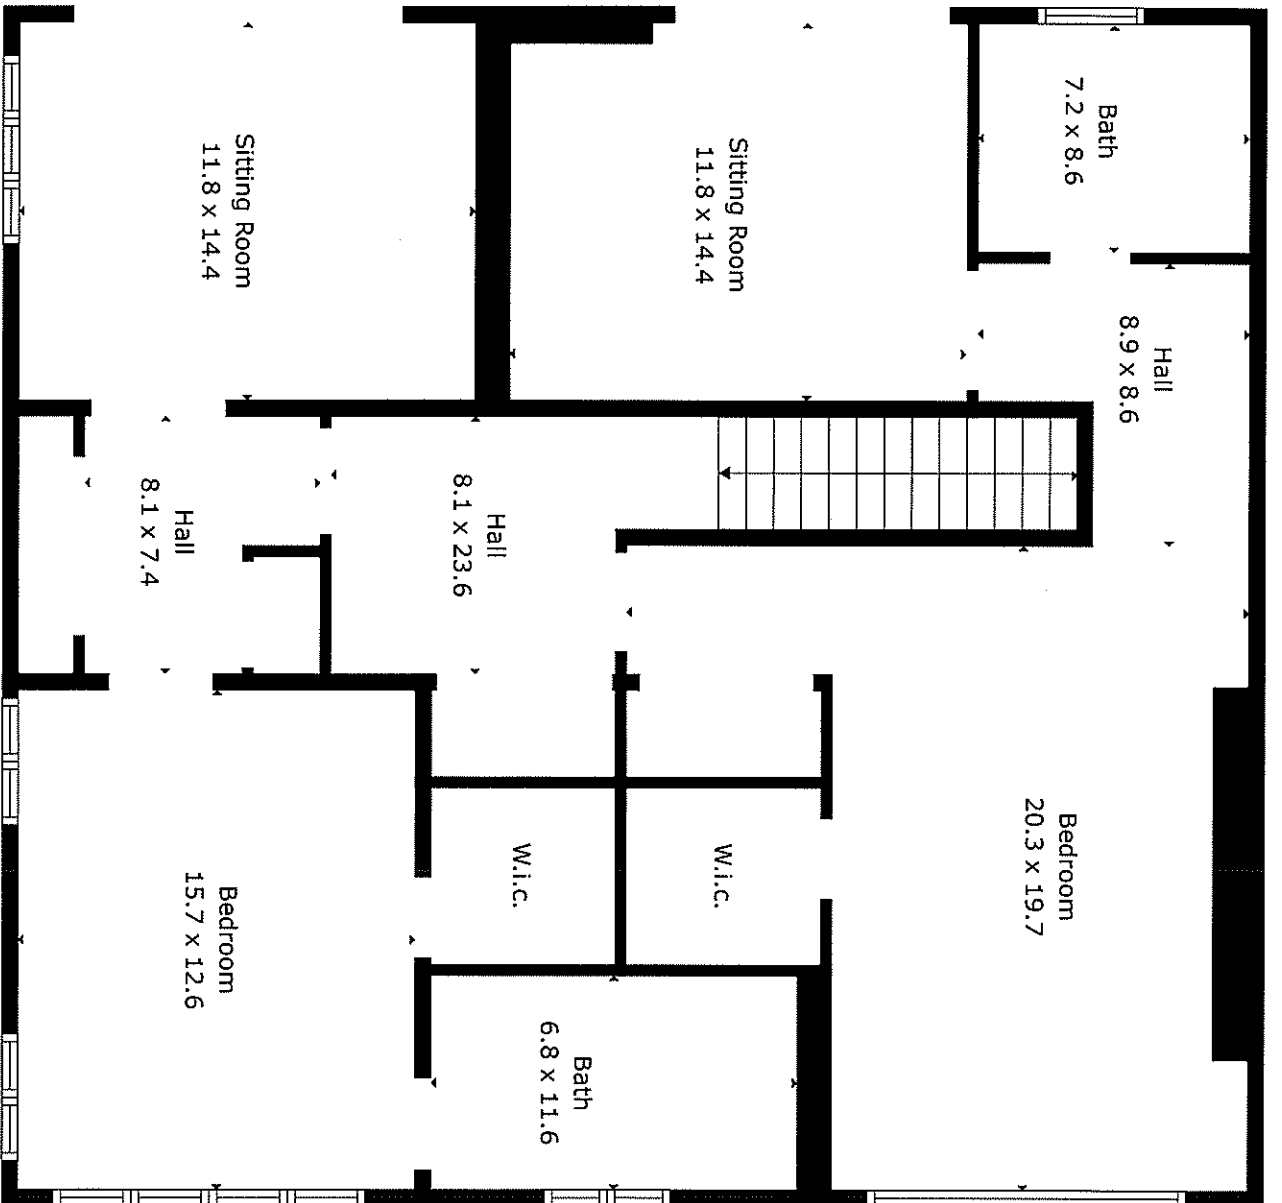 Bath
7.2 x 8.6
Hall
8.9 x 8.6
Bedroom
20.3 x 19.7
Sitting Room
11.8 x 14.4
W.i.c.
Bath
6.8 x 11.6
Hall
8.1 x 23.6
W.i.c.
Sitting Room
11.8 x 14.4
Hall
8.1 x 7.4
Bedroom
15.7 x 12.6